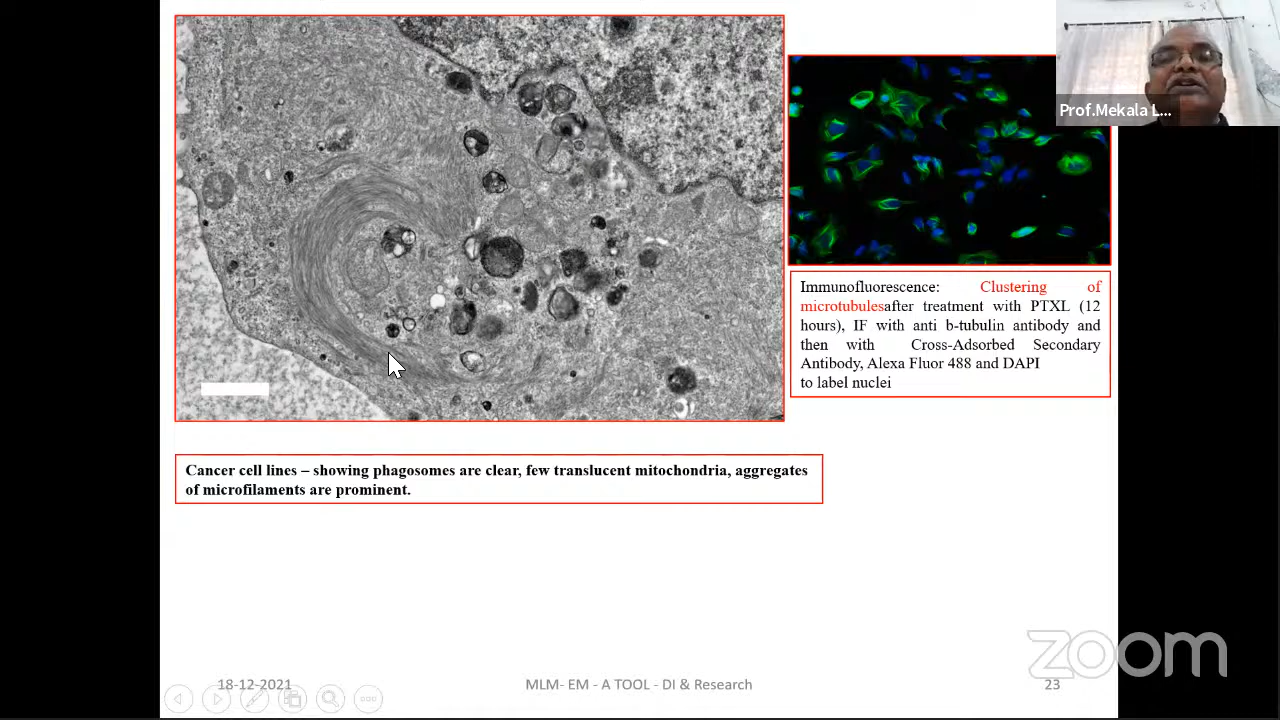 Prof.Mekala L...
Immunofluorescence: Clustering of
microtubulesafter treatment with PTXL (12
hours), IF with anti b-tubulin antibody and
then with Cross-Adsorbed Secondary
Antibody, Alexa Fluor 488 and DAPI
to label nuclei
Cancer cell lines – showing phagosomes are clear, few translucent mitochondria, aggregates
of microfilaments are prominent.
zoom
18-12-2021 MLM- EM - A TOOL - DI & Research 23